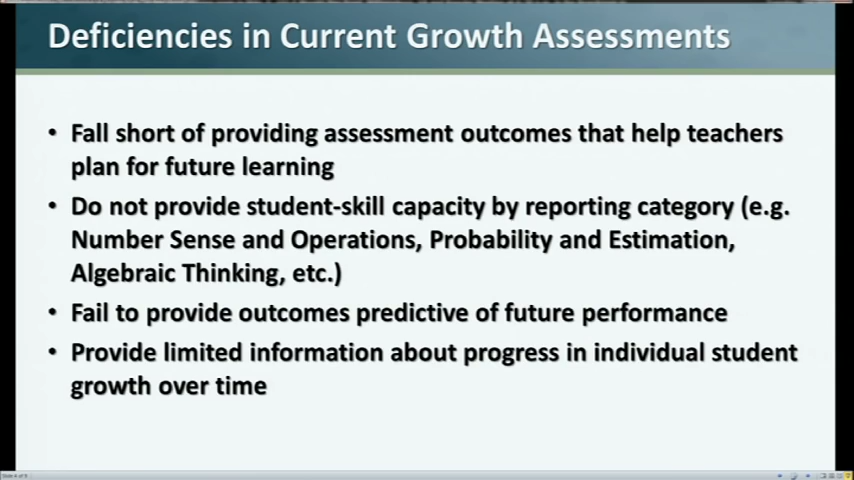 Deficiencies in Current Growth Assessments
• Fall short of providing assessment outcomes that help teachers
plan for future learning
• Do not provide student-skill capacity by reporting category (e.g.
Number Sense and Operations, Probability and Estimation,
Algebraic Thinking, etc.)
• Fail to provide outcomes predictive of future performance
• Provide limited information about progress in individual student
growth over time